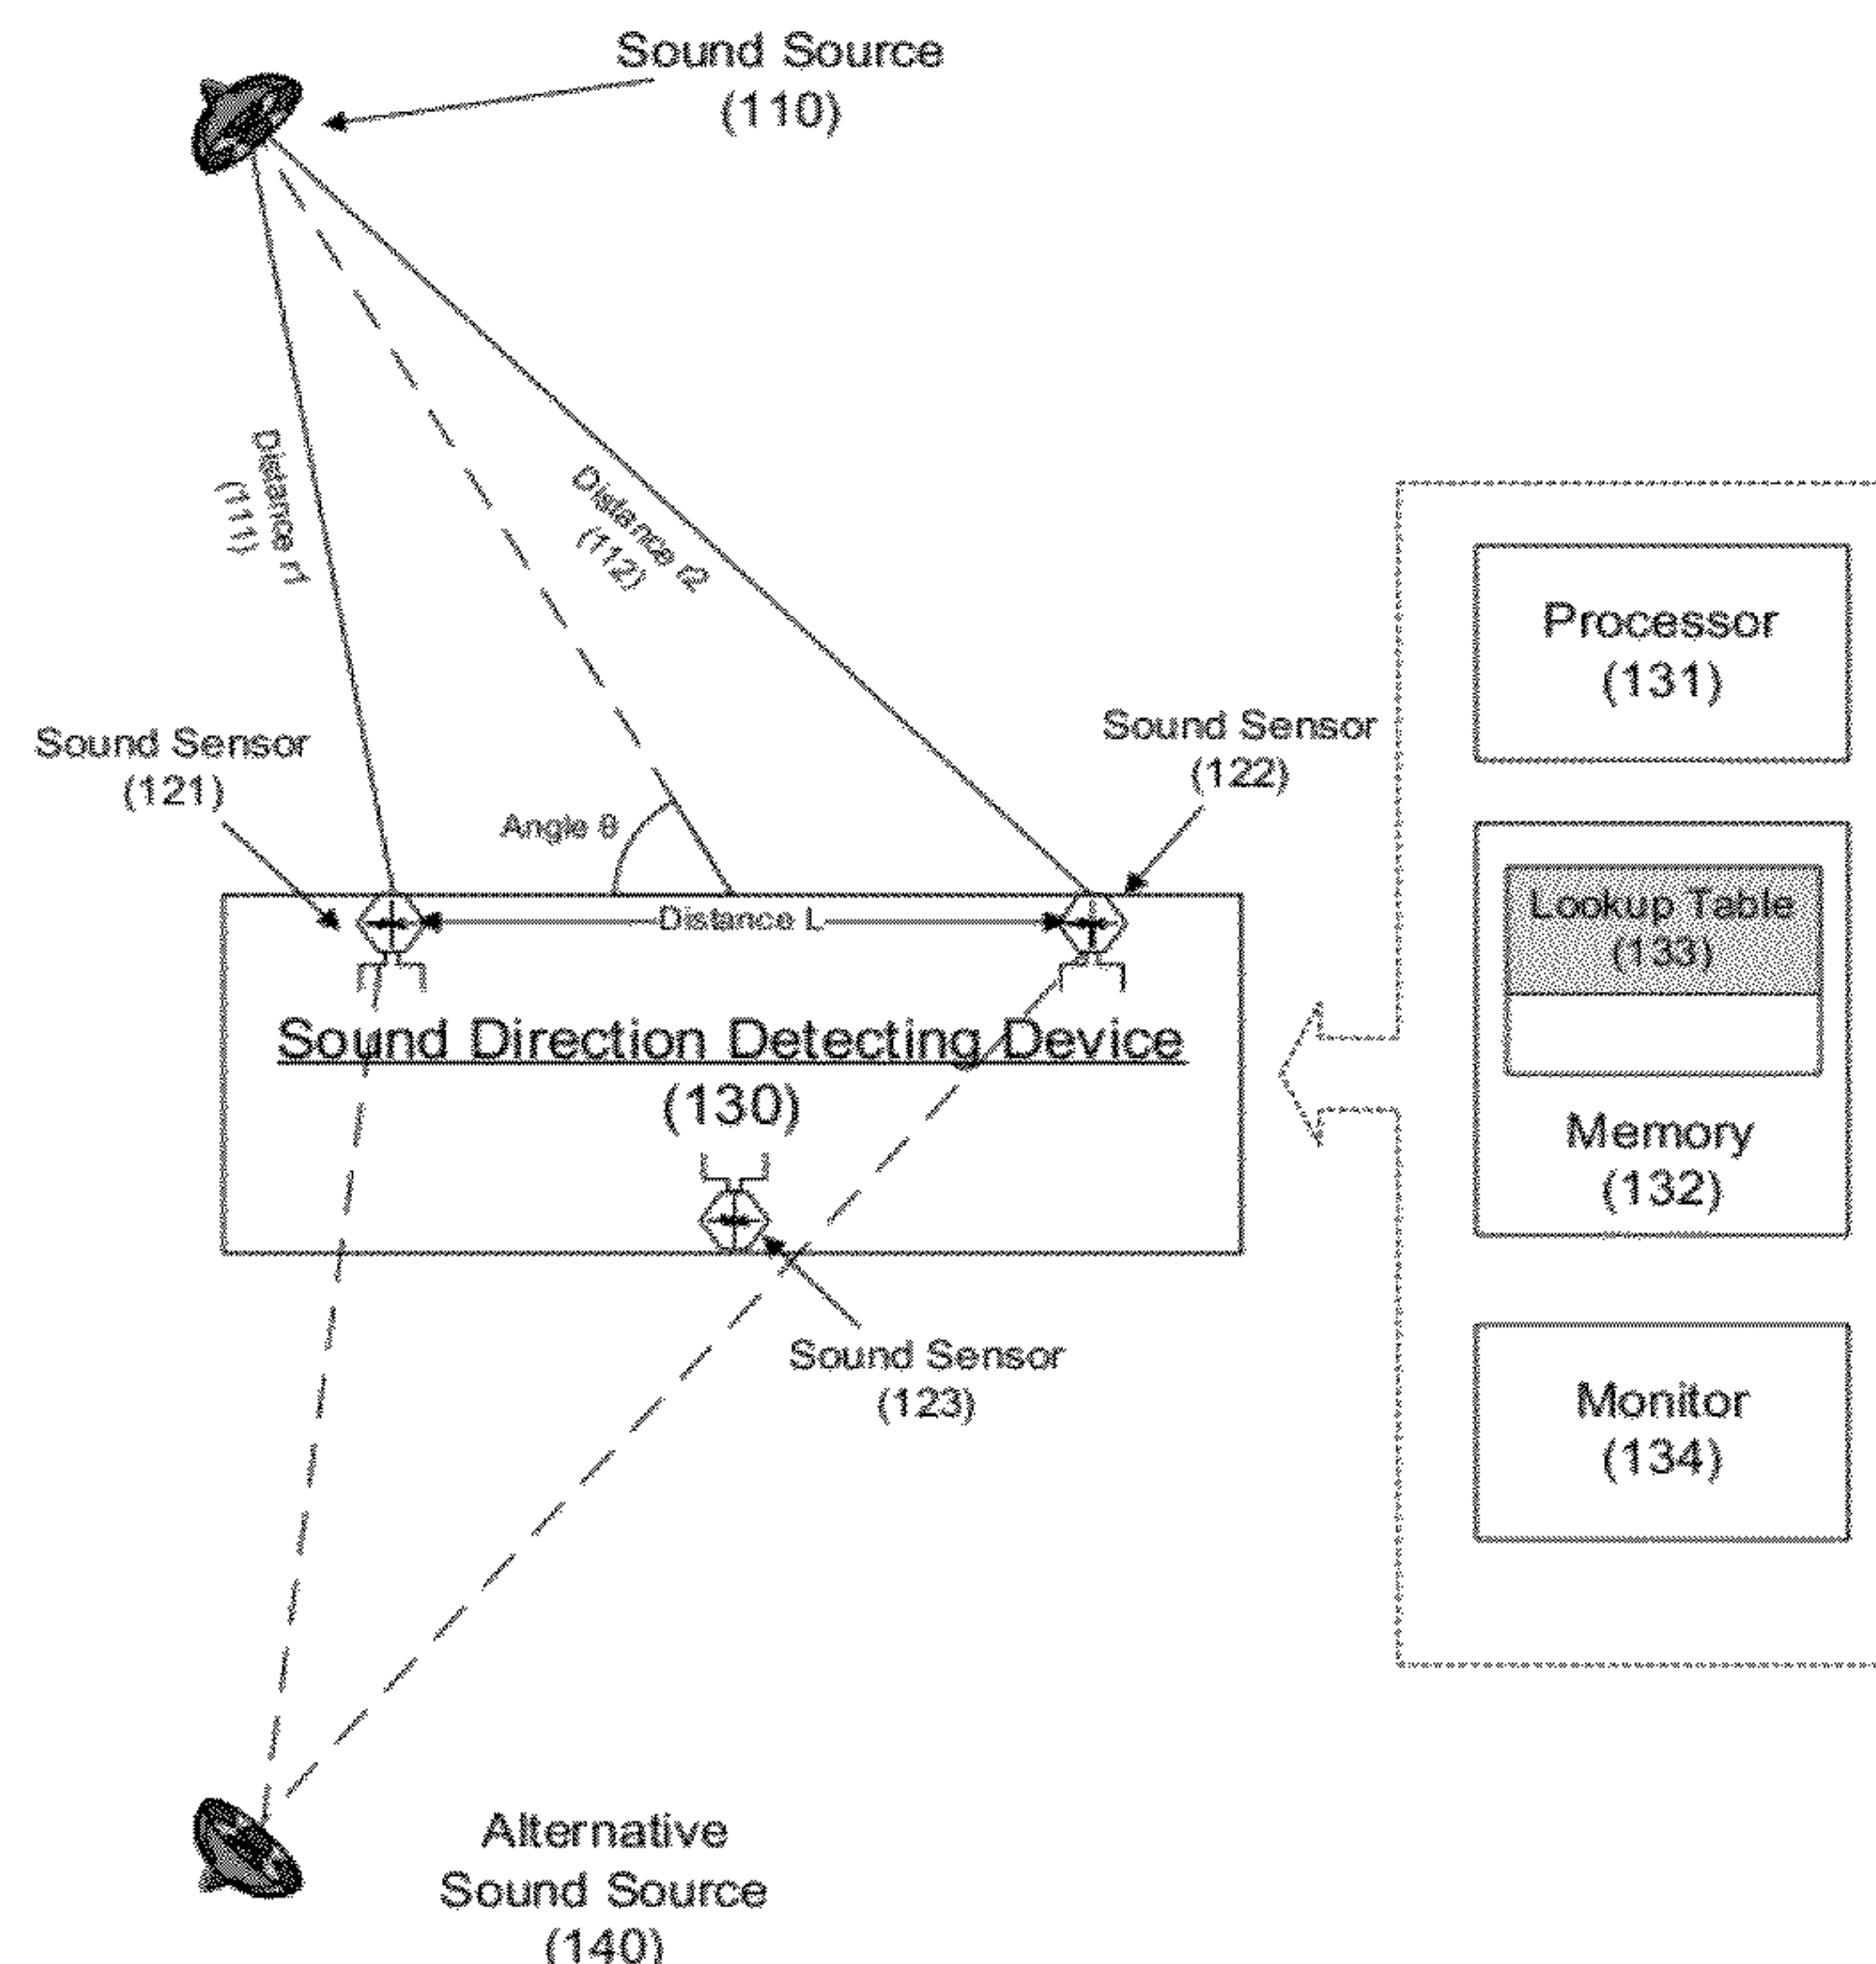 Sound Source
(110)
Distance r1
(111)
Distance r2
(112)
Sound Sensor
(121)
Sound Sensor
(122)
Angle θ
Distance L
Sound Direction Detecting Device
(130)
Sound Sensor
(123)
Processor
(131)
Lookup Table
(133)
Memory
(132)
Monitor
(134)
Alternative
Sound Source
(140)